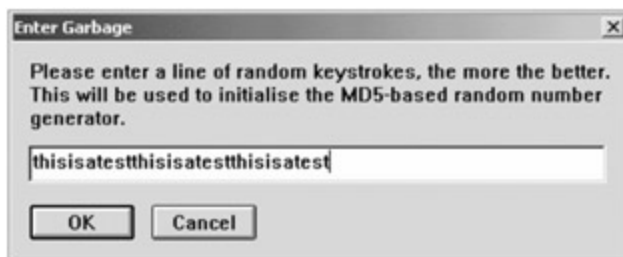 Enter Garbage
Please enter a line of random keystrokes, the more the better.
This will be used to initialise the MD5-based random number
generator.
thisisatestthisisatestthisisatest
OK Cancel